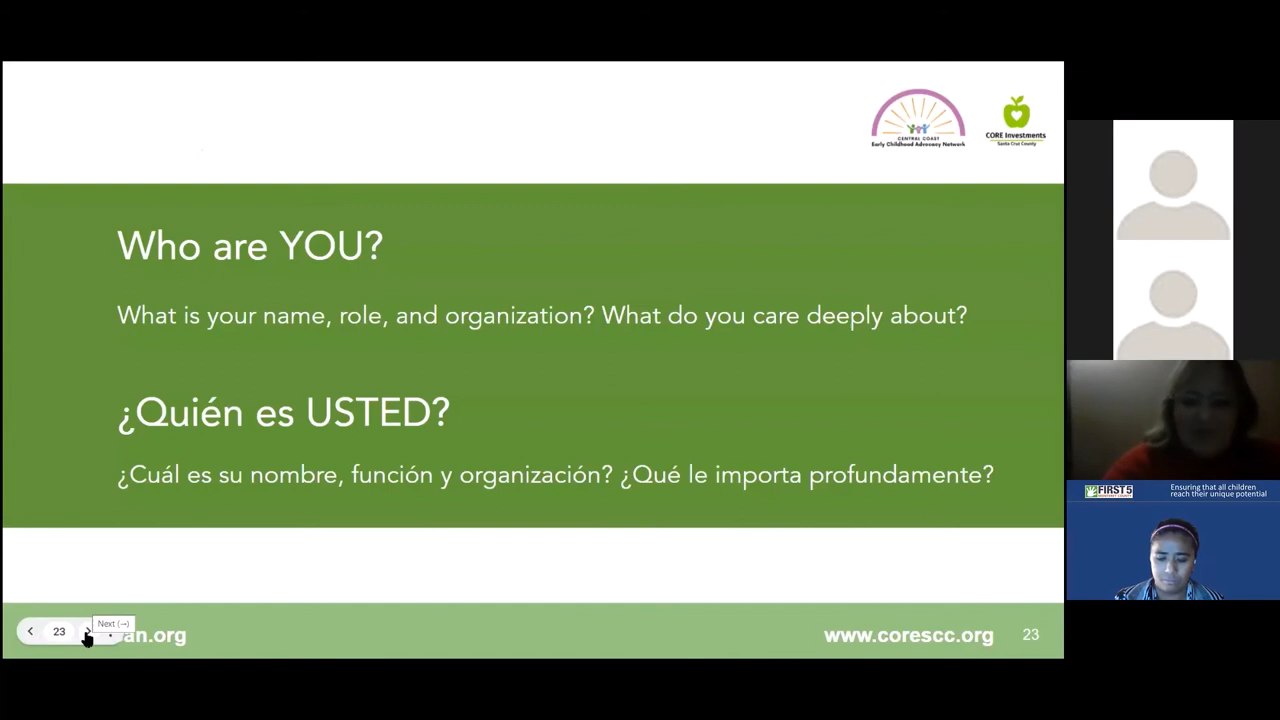 CENTRAL COAST
Early Childhood Advocacy Network
CORE Investments
Santa Cruz County
Who are YOU?
What is your name, role, and organization? What do you care deeply about?
¿Quién es USTED?
¿Cuál es su nombre, función y organización? ¿Qué le importa profundamente?
FIRST 5
Ensuring that all children
reach their unique potential
23
Next (→)
an.org
www.corescc.org
23